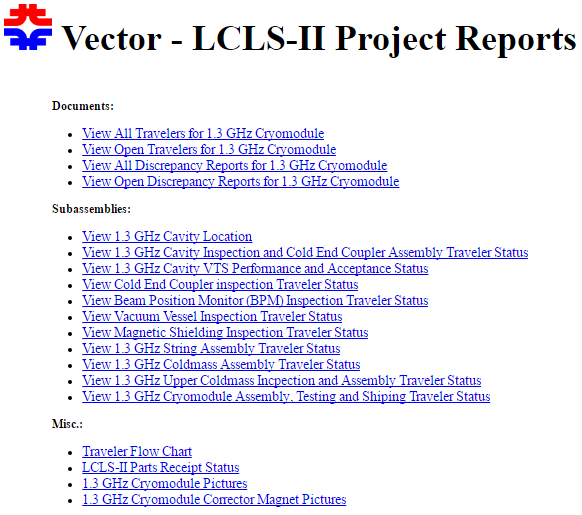 Vector - LCLS-II Project Reports
Documents:
View All Travelers for 1.3 GHz Cryomodule
View Open Travelers for 1.3 GHz Cryomodule
View All Discrepancy Reports for 1.3 GHz Cryomodule
View Open Discrepancy Reports for 1.3 GHz Cryomodule
Subassemblies:
View 1.3 GHz Cavity Location
View 1.3 GHz Cavity Inspection and Cold End Coupler Assembly Traveler Status
View 1.3 GHz Cavity VTS Performance and Acceptance Status
View Cold End Coupler inspection Traveler Status
View Beam Position Monitor (BPM) Inspection Traveler Status
View Vacuum Vessel Inspection Traveler Status
View Magnetic Shielding Inspection Traveler Status
View 1.3 GHz String Assembly Traveler Status
View 1.3 GHz Coldmass Assembly Traveler Status
View 1.3 GHz Upper Coldmass Incpection and Assembly Traveler Status
View 1.3 GHz Cryomodule Assembly, Testing and Shiping Traveler Status
Misc.:
Traveler Flow Chart
LCLS-II Parts Receipt Status
1.3 GHz Cryomodule Pictures
1.3 GHz Cryomodule Corrector Magnet Pictures